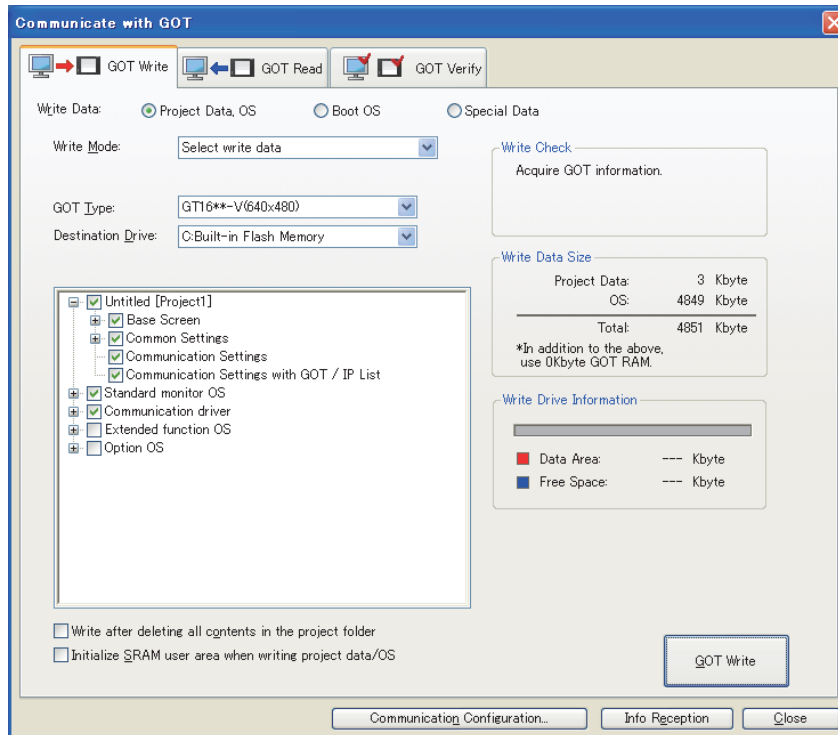 Communicate with GOT
GOT Write
GOT Read
GOT Verify
Write Data:
Project Data, OS
Boot OS
Special Data
Write Mode:
Select write data
GOT Type:
GT16**-V(640x480)
Destination Drive:
C:Built-in Flash Memory
Untitled [Project1]
Base Screen
Common Settings
Communication Settings
Communication Settings with GOT / IP List
Standard monitor OS
Communication driver
Extended function OS
Option OS
Write after deleting all contents in the project folder
Initialize SRAM user area when writing project data/OS
Write Check
Acquire GOT information.
Write Data Size
Project Data: 3 Kbyte
OS: 4849 Kbyte
Total: 4851 Kbyte
*In addition to the above,
use 0Kbyte GOT RAM.
Write Drive Information
Data Area: --- Kbyte
Free Space: --- Kbyte
GOT Write
Communication Configuration...
Info Reception
Close